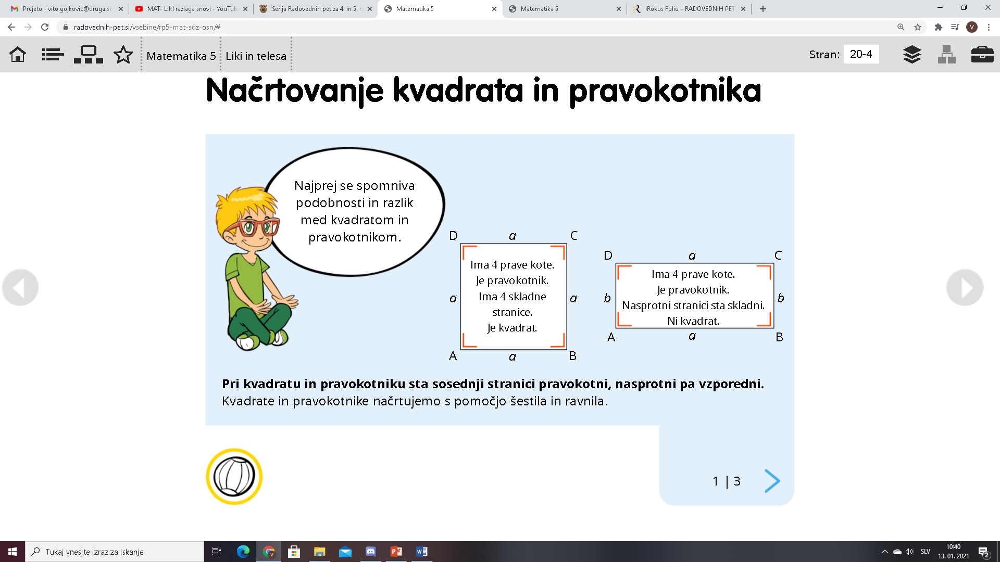 Prejeto - vito.gojkovic@druga.si
MAT- LIKI razlaga snovi - YouTub
Serija Radovednih pet za 4. in 5. r
Matematika 5
Matematika 5
iRokus Folio – RADOVEDNIH PET
radovednih-pet.si/vsebine/rp5-mat-sdz-osn/#
V
Matematika 5
Liki in telesa
Stran: 20-4
Načrtovanje kvadrata in pravokotnika
Najprej se spomniva
podobnosti in razlik
med kvadratom in
pravokotnikom.
D a C
Ima 4 prave kote.
Je pravokotnik.
a Ima 4 skladne a
stranice.
Je kvadrat.
A a B
D a C
Ima 4 prave kote.
Je pravokotnik.
b Nasprotni stranici sta skladni. b
Ni kvadrat.
A a B
Pri kvadratu in pravokotniku sta sosednji stranici pravokotni, nasprotni pa vzporedni.
Kvadrate in pravokotnike načrtujemo s pomočjo šestila in ravnila.
1 | 3
Tukaj vnesite izraz za iskanje
SLV
10:40
13. 01. 2021
2